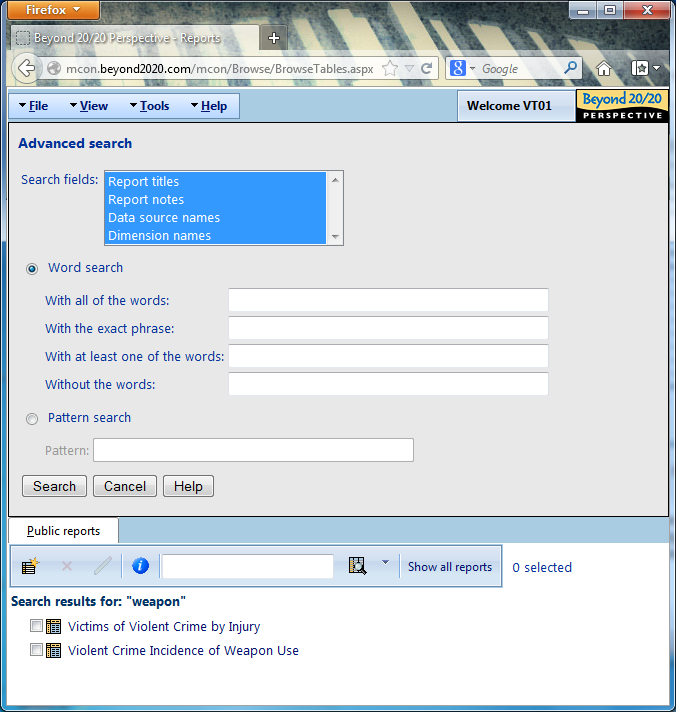 Firefox
Beyond 20/20 Perspective - Reports
mcon.beyond2020.com/mcon/Browse/BrowseTables.aspx
Google
File View Tools Help
Welcome VT01
Beyond 20/20
PERSPECTIVE
Advanced search
Search fields:
Report titles
Report notes
Data source names
Dimension names
Word search
With all of the words:
With the exact phrase:
With at least one of the words:
Without the words:
Pattern search
Pattern:
Search Cancel Help
Public reports
Show all reports 0 selected
Search results for: "weapon"
Victims of Violent Crime by Injury
Violent Crime Incidence of Weapon Use